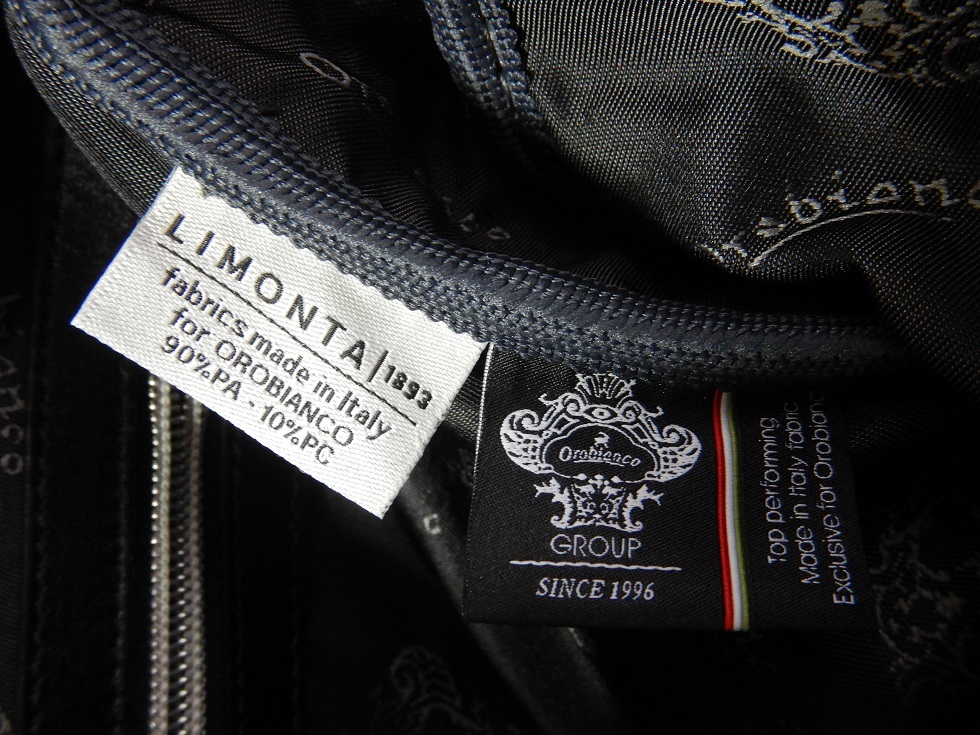 LIMONTA|1893
fabrics made in Italy
for OROBIANCO
90%PA - 10%PC
Orobianco
GROUP
SINCE 1996
Top performing
Made in Italy fabric
Exclusive for Orobianc